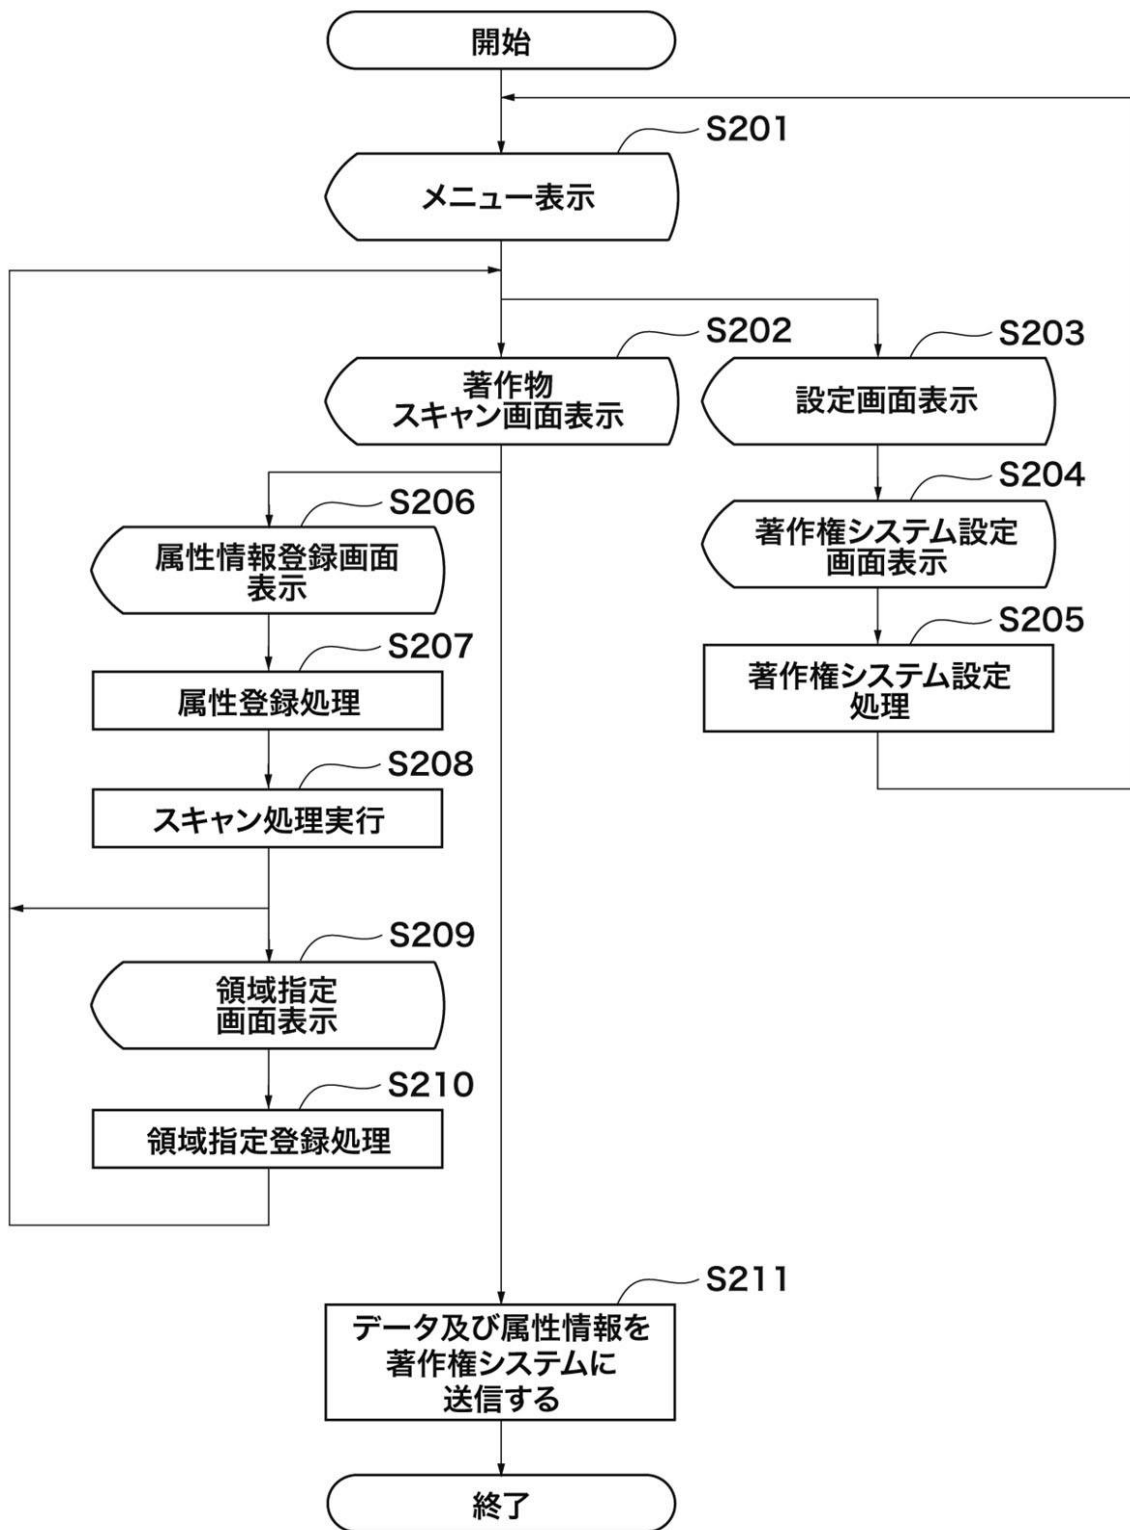 開始
S201
メニュー表示
S202
著作物
スキャン画面表示
S203
設定画面表示
S204
著作権システム設定
画面表示
S205
著作権システム設定
処理
S206
属性情報登録画面
表示
S207
属性登録処理
S208
スキャン処理実行
S209
領域指定
画面表示
S210
領域指定登録処理
S211
データ及び属性情報を
著作権システムに
送信する
終了